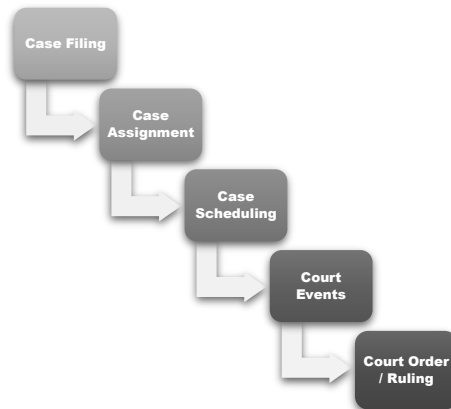 Case Filing
Case
Assignment
Case
Scheduling
Court
Events
Court Order
/ Ruling